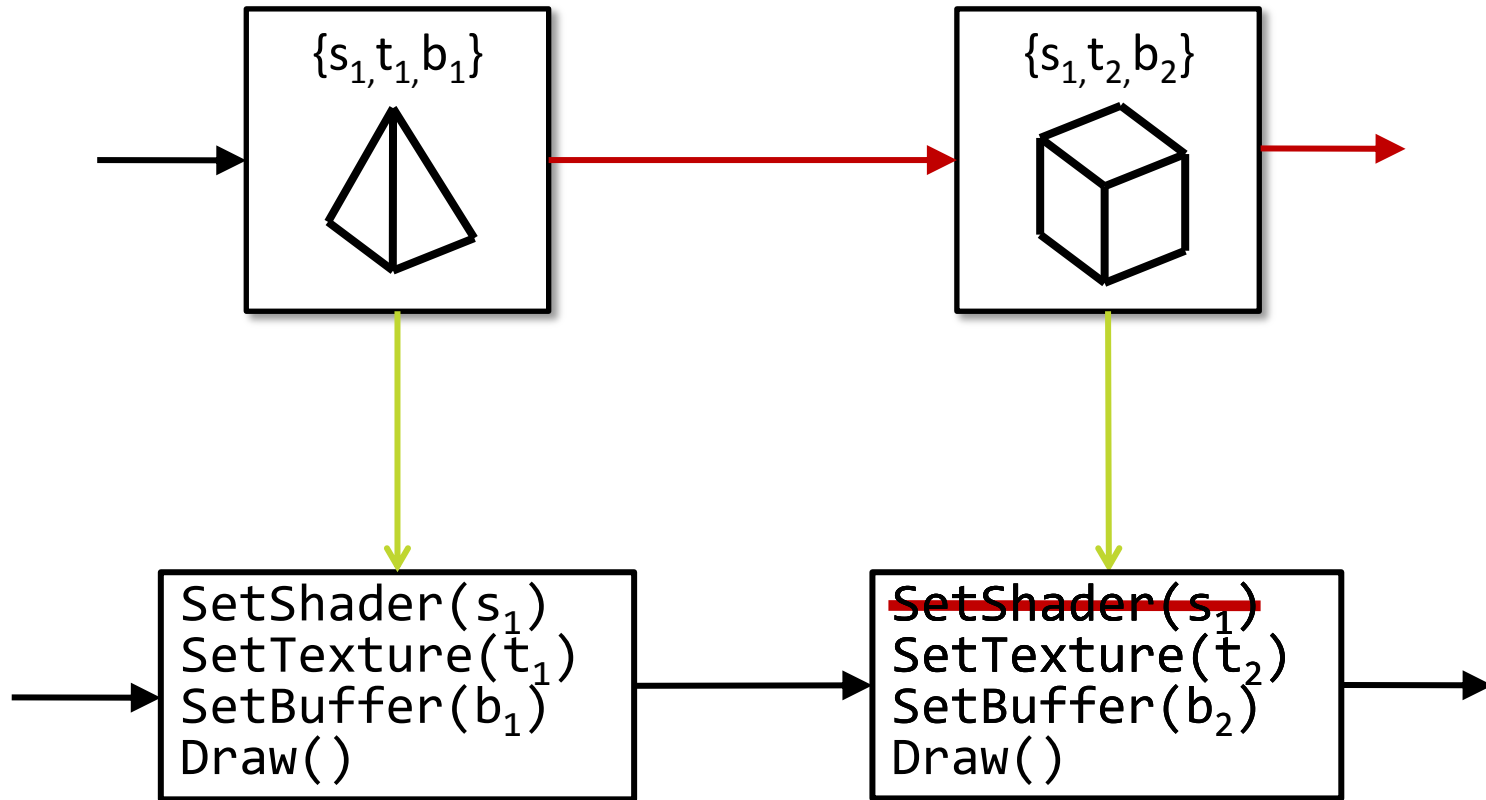 {s₁,t₁,b₁}
{s₁,t₂,b₂}
SetShader(s₁)
SetTexture(t₁)
SetBuffer(b₁)
Draw()
SetShader(s₁)
SetTexture(t₂)
SetBuffer(b₂)
Draw()